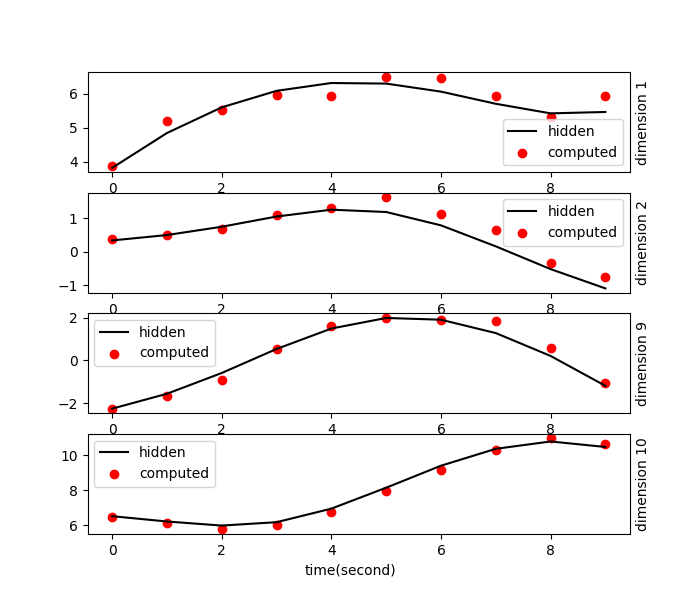 6
5
4
0 2 4 6 8
hidden
computed
dimension 1
1
0
−1
0 2 4 6 8
hidden
computed
dimension 2
2
0
−2
0 2 4 6 8
hidden
computed
dimension 9
10
8
6
0 2 4 6 8
hidden
computed
dimension 10
time(second)